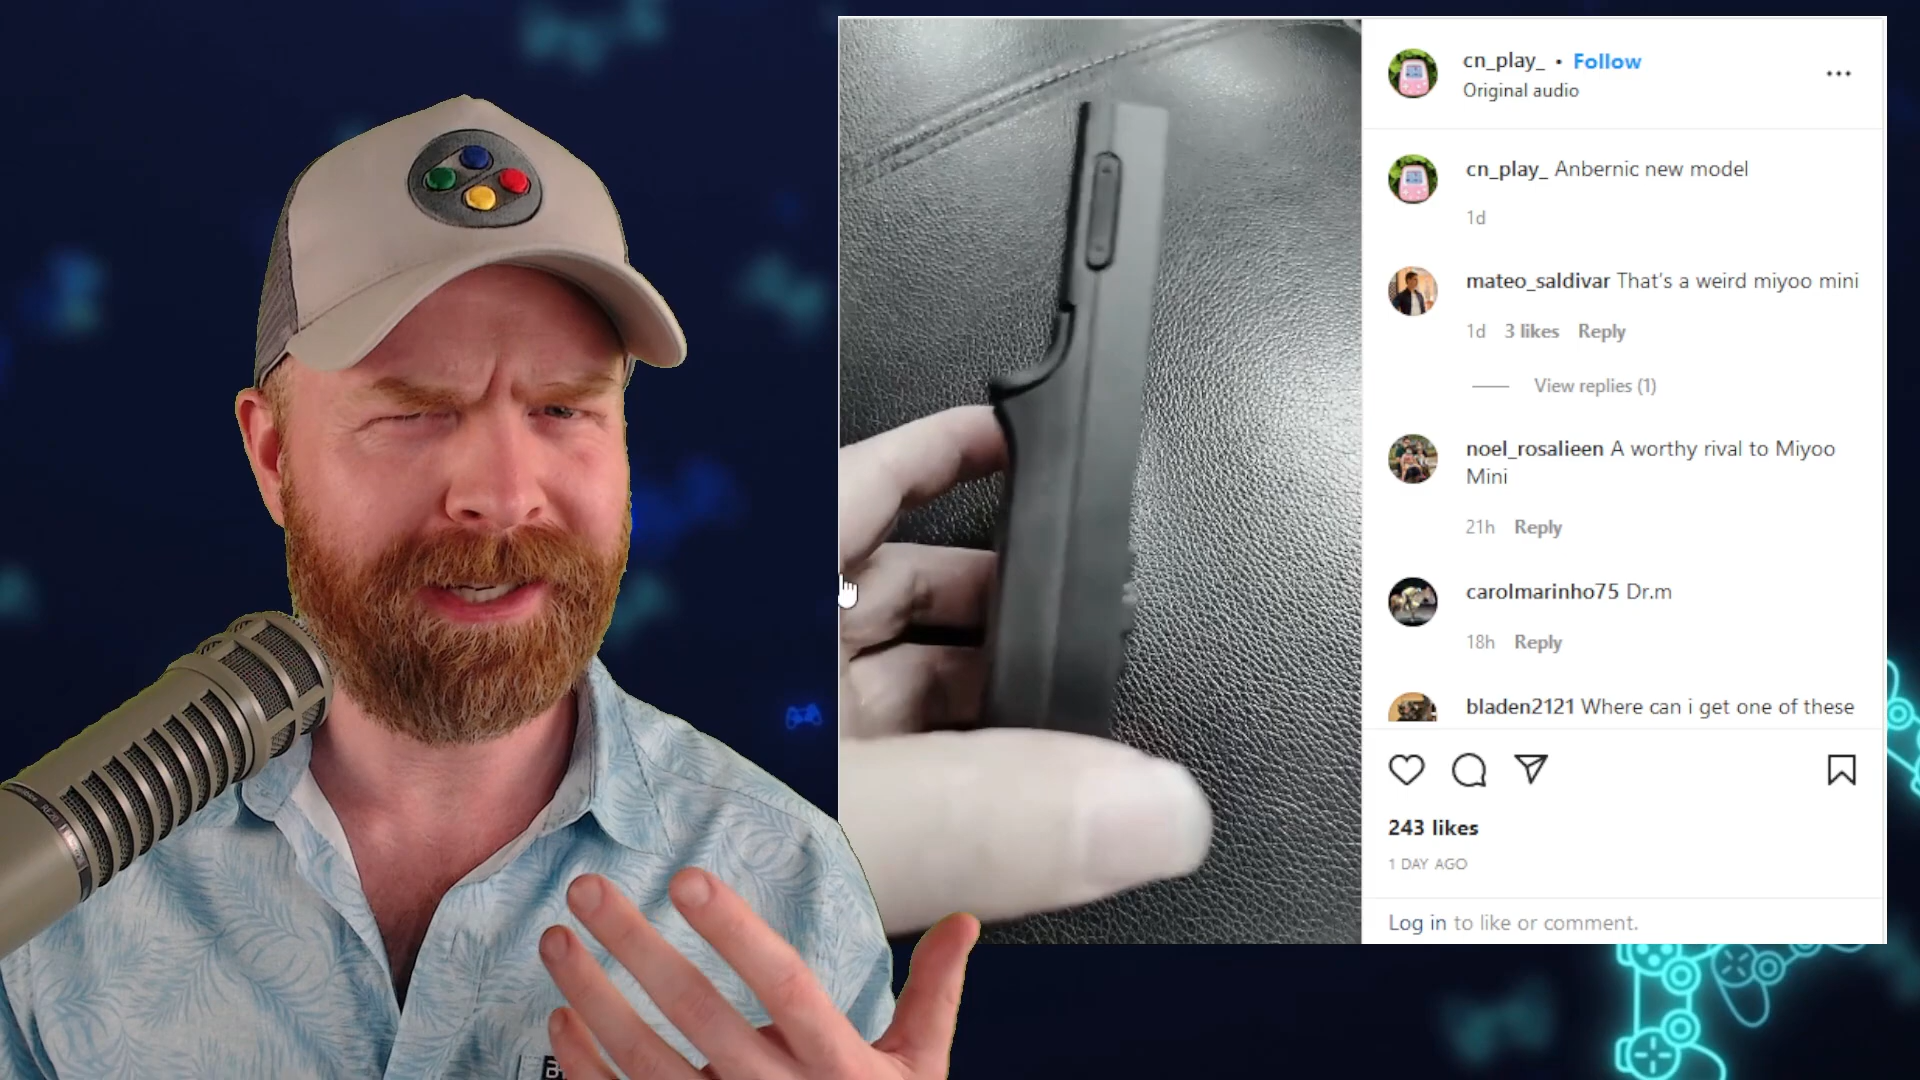 cn_play_ • Follow
Original audio
cn_play_ Anbernic new model
1d
mateo_saldivar That's a weird miyoo mini
1d 3 likes Reply
View replies (1)
noel_rosalieen A worthy rival to Miyoo
Mini
21h Reply
carolmarinho75 Dr.m
18h Reply
bladen2121 Where can i get one of these
243 likes
1 DAY AGO
Log in to like or comment.